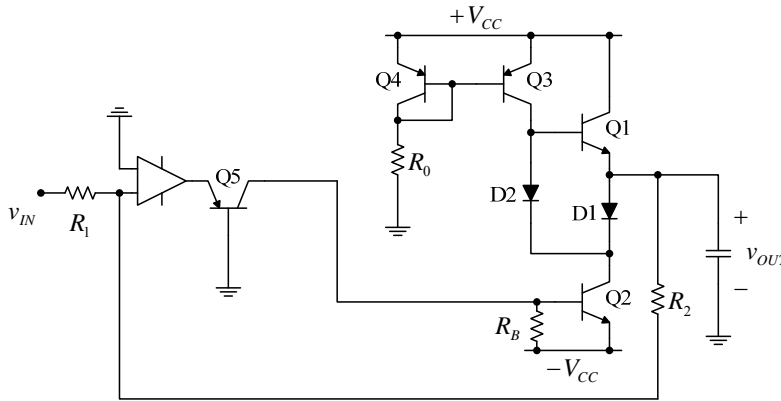 +V_CC
Q4
Q3
Q1
R_0
Q5
D2
D1
v_IN
R_1
+
v_OUT
−
Q2
R_2
R_B
−V_CC